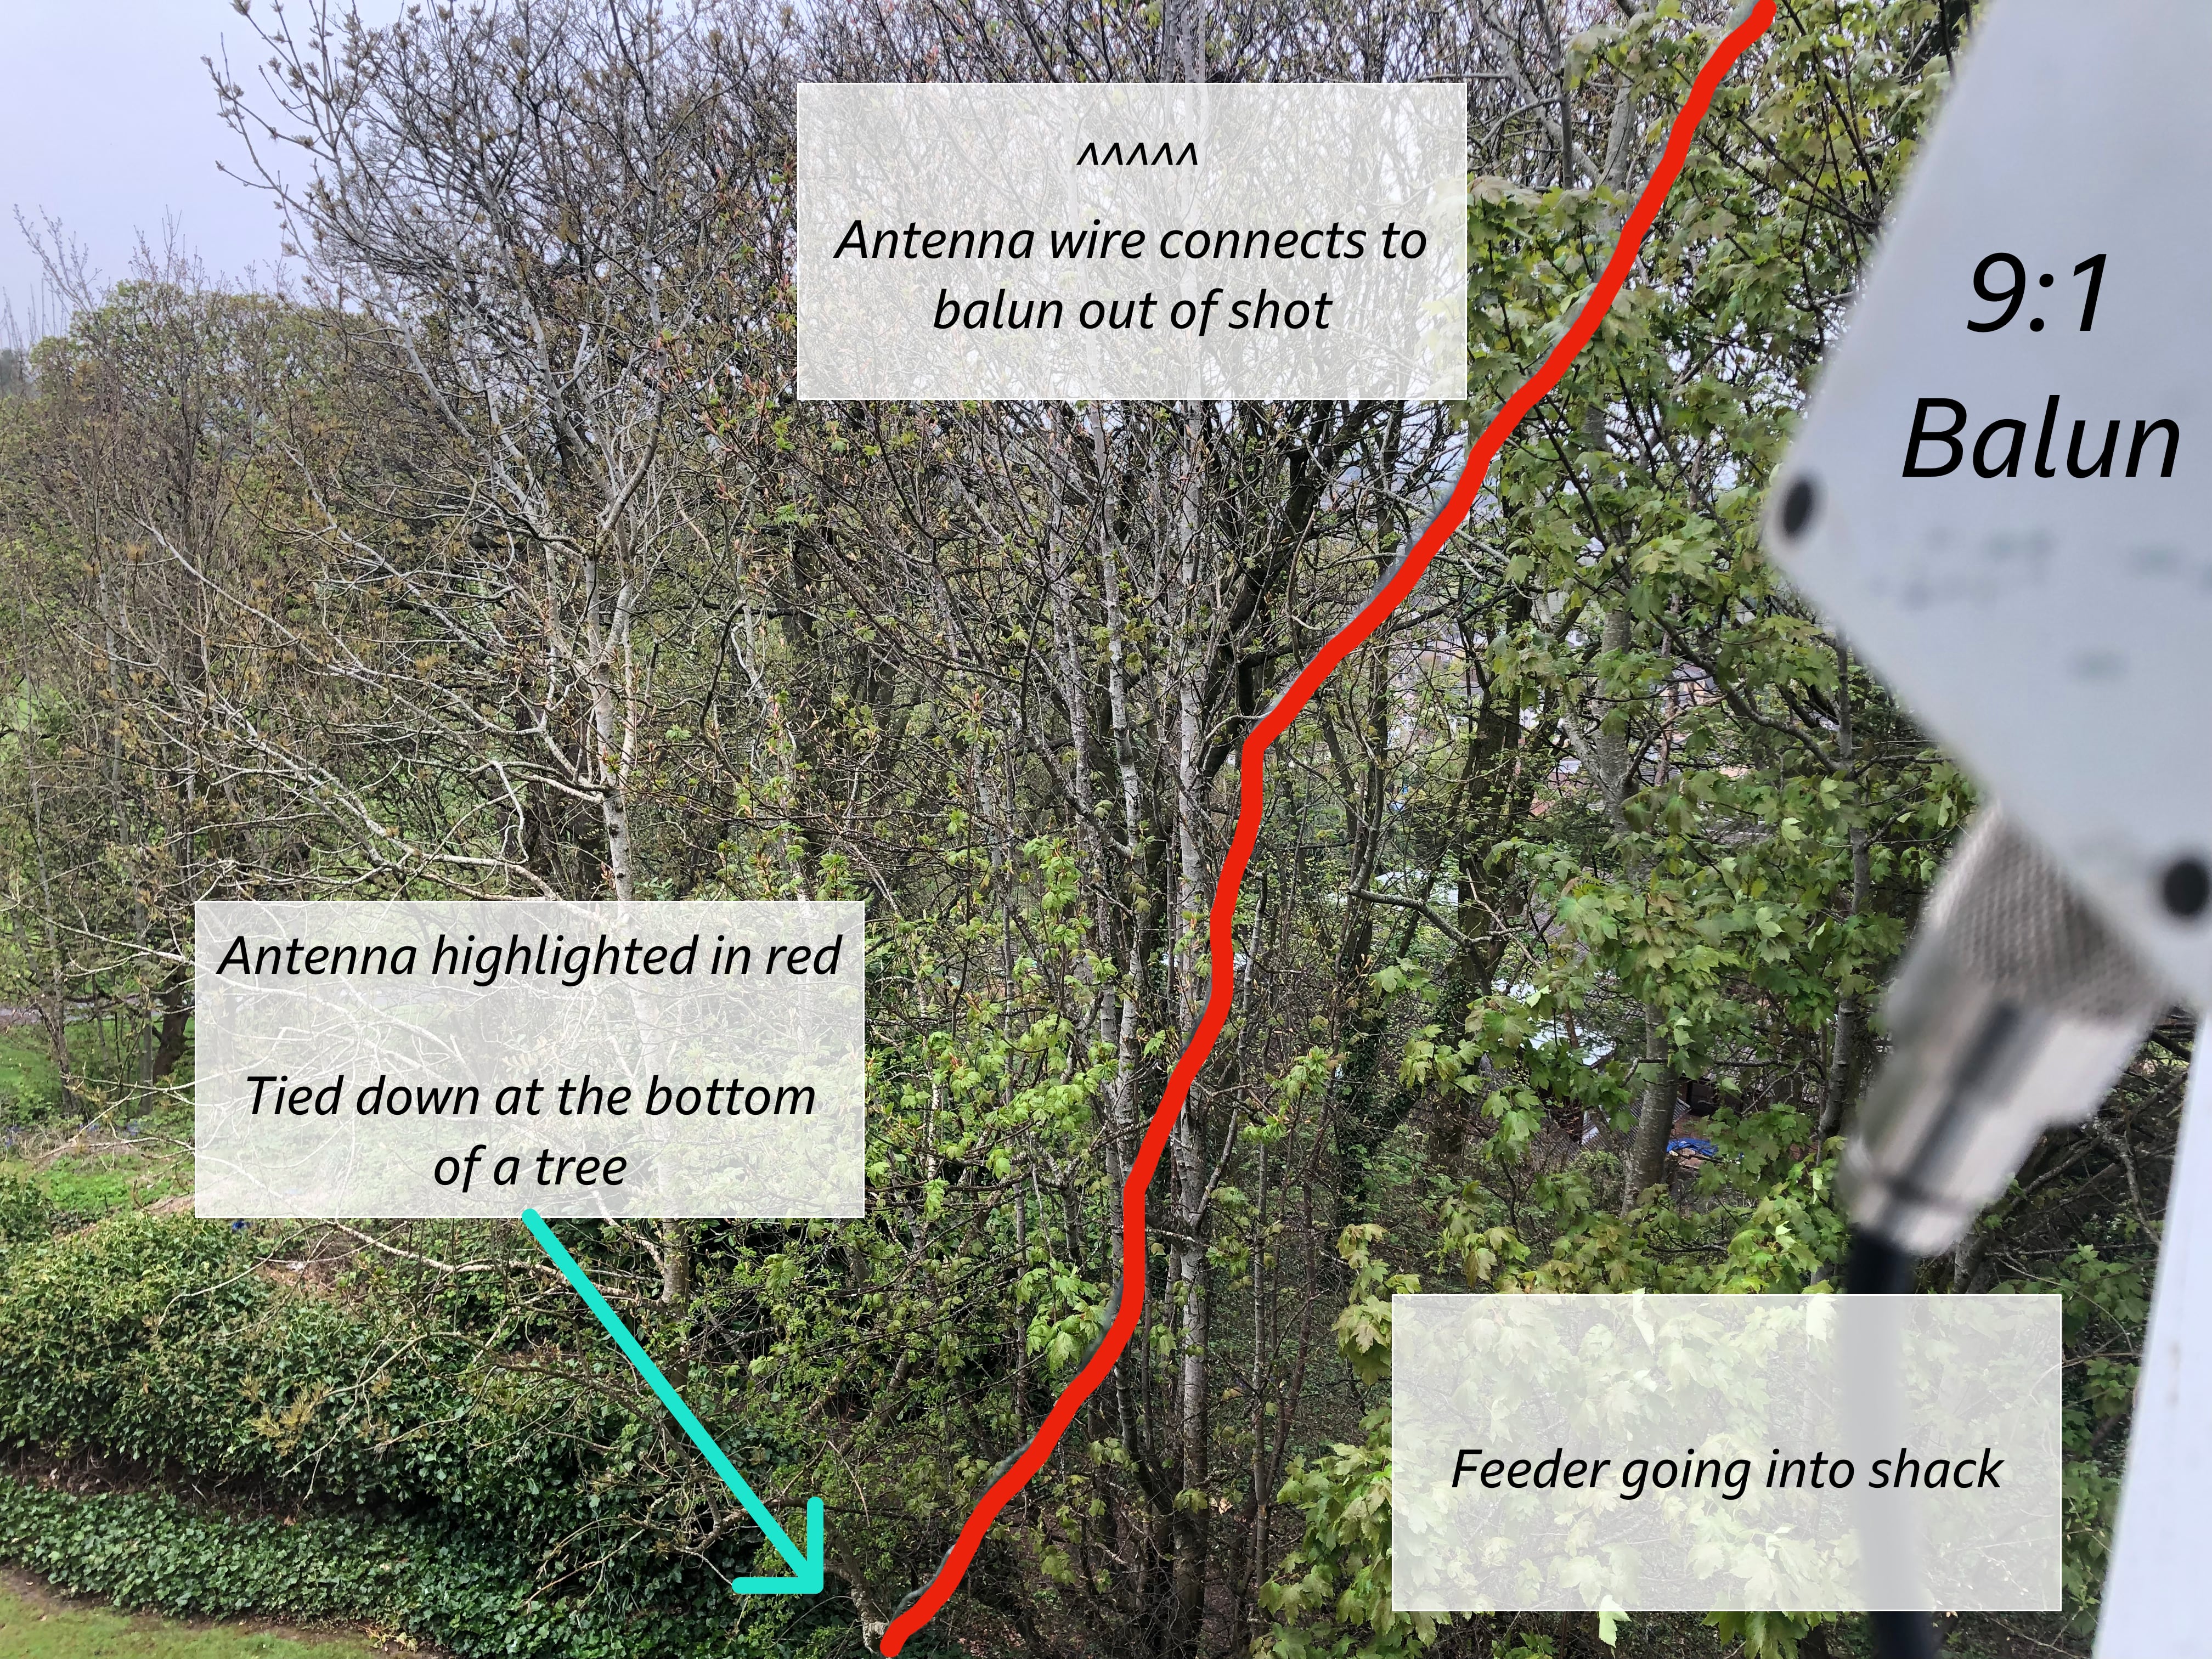 ^^^^^
Antenna wire connects to
balun out of shot
9:1
Balun
Antenna highlighted in red
Tied down at the bottom
of a tree
Feeder going into shack